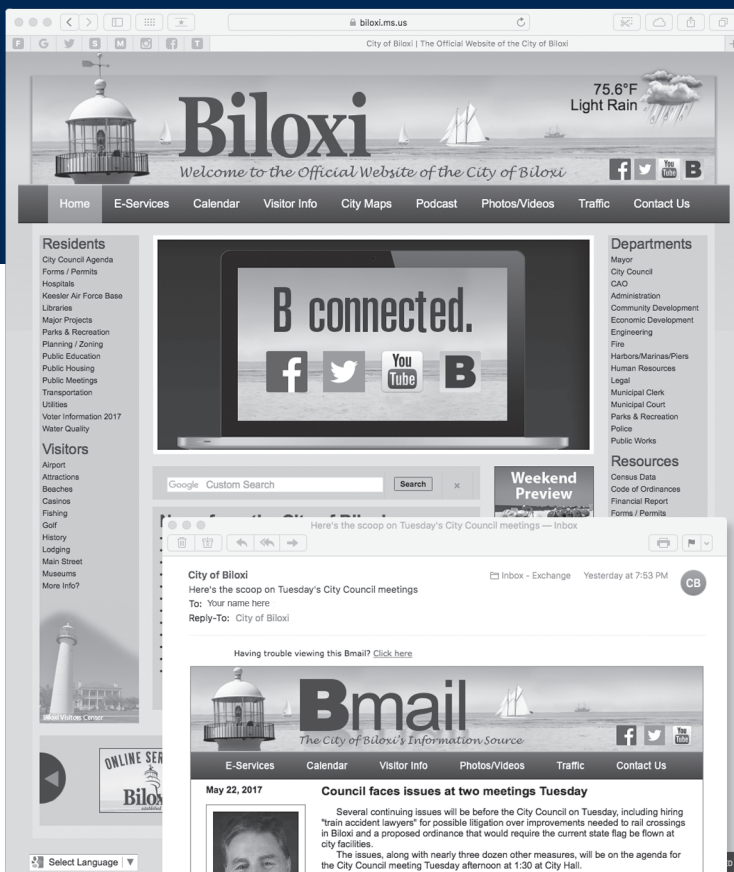 biloxi.ms.us
F G S M T
City of Biloxi | The Official Website of the City of Biloxi
75.6°F
Light Rain
Biloxi
Welcome to the Official Website of the City of Biloxi
f You Tube B
Home E-Services Calendar Visitor Info City Maps Podcast Photos/Videos Traffic Contact Us
Residents
City Council Agenda
Forms / Permits
Hospitals
Keesler Air Force Base
Libraries
Major Projects
Parks & Recreation
Planning / Zoning
Public Education
Public Housing
Public Meetings
Transportation
Utilities
Voter Information 2017
Water Quality
Visitors
Airport
Attractions
Beaches
Casinos
Fishing
Golf
History
Lodging
Main Street
Museums
More Info?
Biloxi Visitors Center
B connected.
f You Tube B
Departments
Mayor
City Council
CAO
Administration
Community Development
Economic Development
Engineering
Fire
Harbors/Marinas/Piers
Human Resources
Legal
Municipal Clerk
Municipal Court
Parks & Recreation
Police
Public Works
Resources
Census Data
Code of Ordinances
Financial Report
Forms / Permits
Google Custom Search Search ×
Weekend
Preview
ONLINE SER
Bilox
Select Language ▼
Here's the scoop on Tuesday's City Council meetings — Inbox
City of Biloxi Inbox - Exchange Yesterday at 7:53 PM CB
Here's the scoop on Tuesday's City Council meetings
To: Your name here
Reply-To: City of Biloxi
Having trouble viewing this Bmail? Click here
Bmail
The City of Biloxi's Information Source
f You Tube
E-Services Calendar Visitor Info Photos/Videos Traffic Contact Us
May 22, 2017
Council faces issues at two meetings Tuesday
Several continuing issues will be before the City Council on Tuesday, including hiring
"train accident lawyers" for possible litigation over improvements needed to rail crossings
in Biloxi and a proposed ordinance that would require the current state flag be flown at
city facilities.
The issues, along with nearly three dozen other measures, will be on the agenda for
the City Council meeting Tuesday afternoon at 1:30 at City Hall.